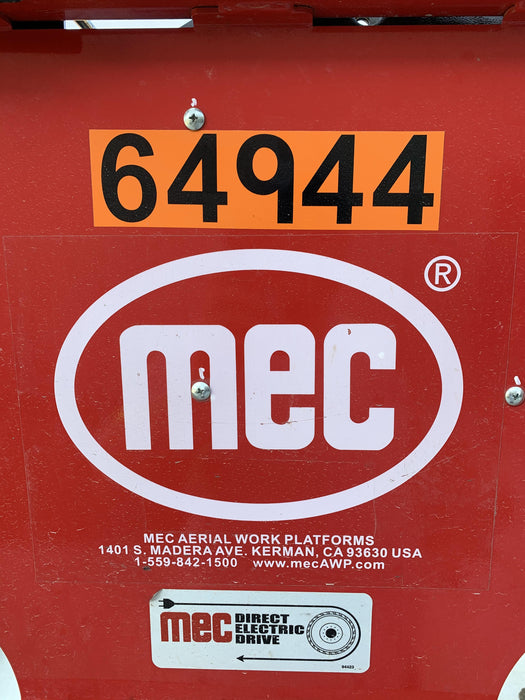 64944
®
mec
MEC AERIAL WORK PLATFORMS
1401 S. MADERA AVE. KERMAN, CA 93630 USA
1-559-842-1500 www.mecAWP.com
mec DIRECT
ELECTRIC
DRIVE
94423